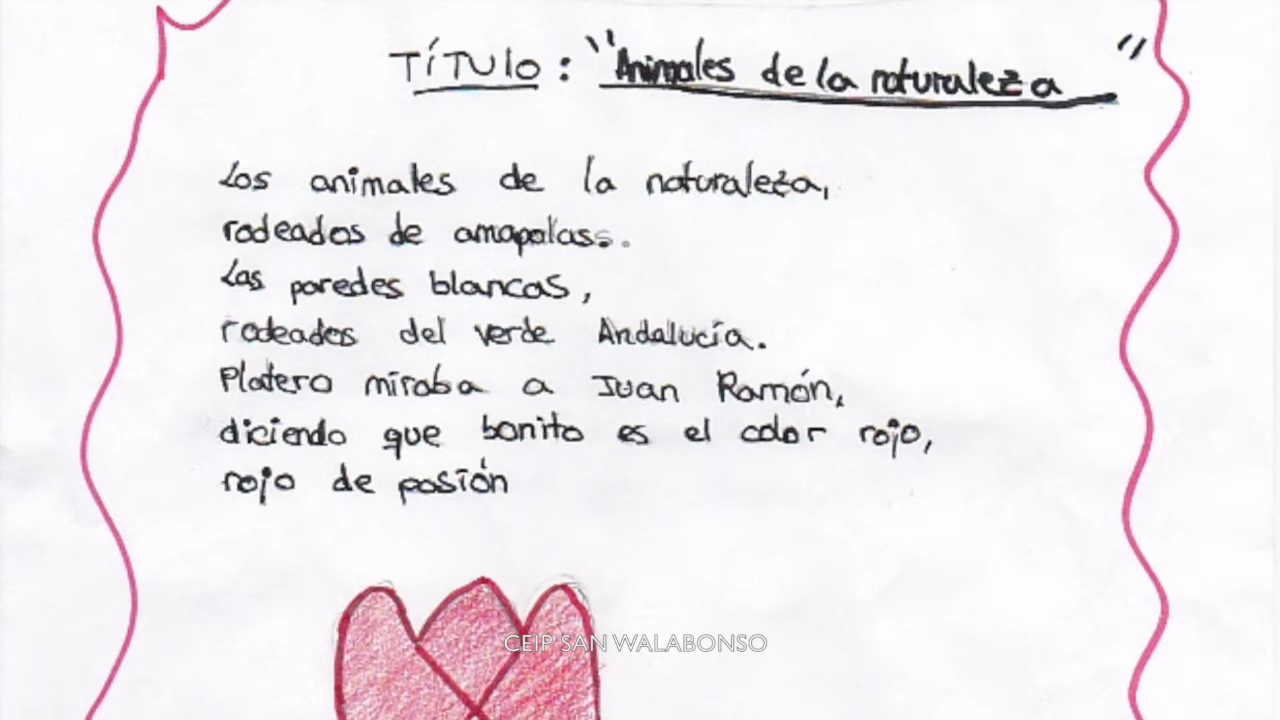 TíTUlo: "Animales de la naturaleza"
Los animales de la naturaleza,
rodeados de amapolas..
Las paredes blancas,
rodeados del verde Andalucía.
Platero miraba a Juan Ramón,
diciendo que bonito es el color rojo,
rojo de pasión
CEIP SAN WALABONSO